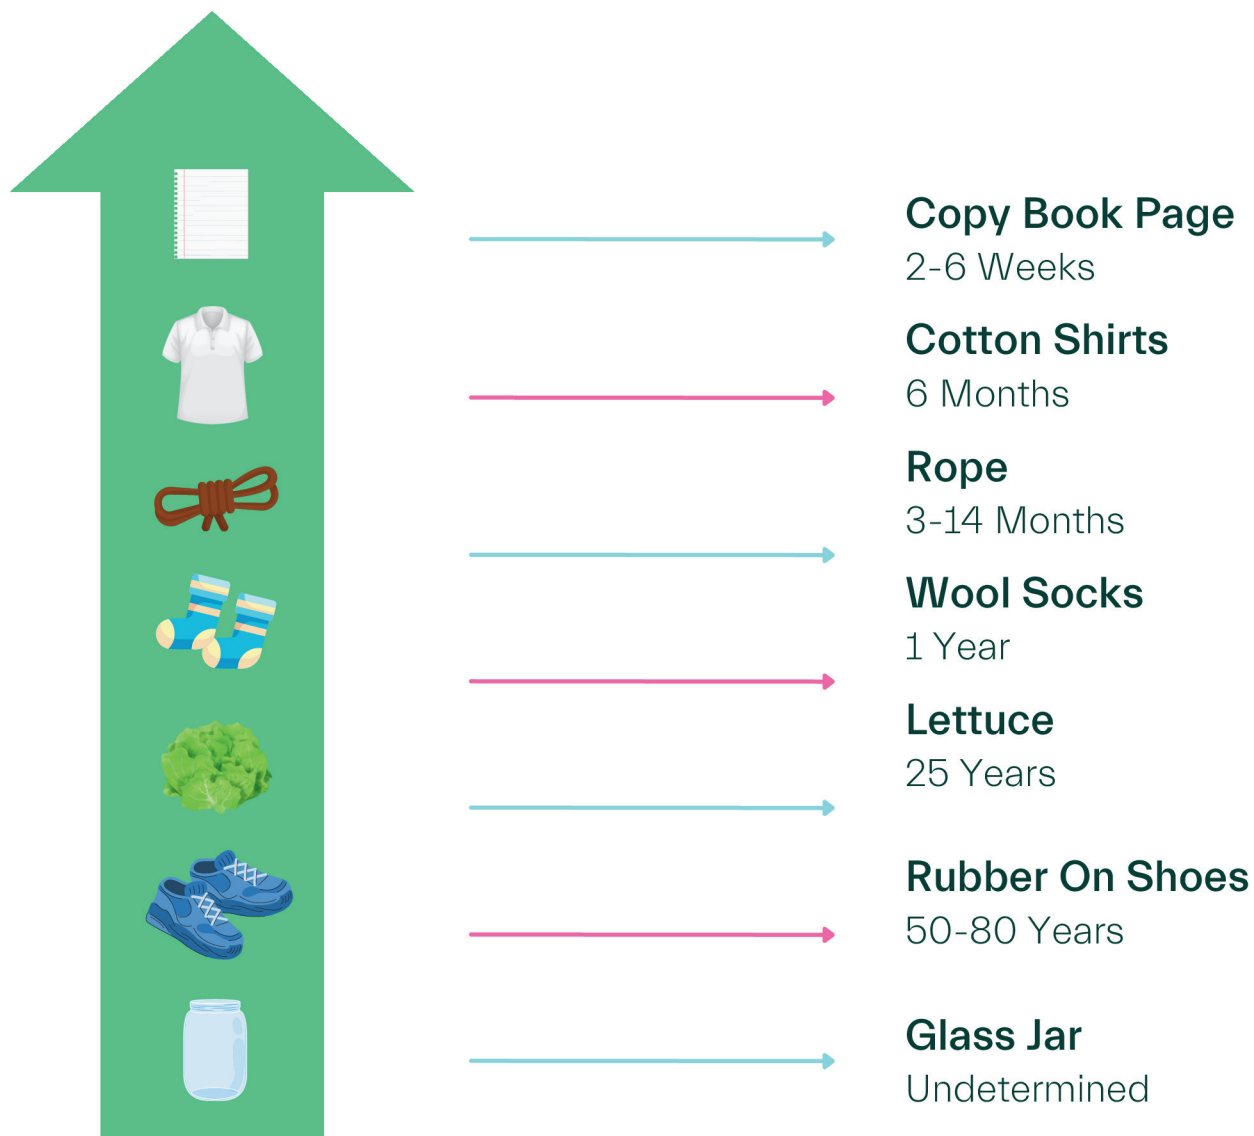 Copy Book Page
2-6 Weeks
Cotton Shirts
6 Months
Rope
3-14 Months
Wool Socks
1 Year
Lettuce
25 Years
Rubber On Shoes
50-80 Years
Glass Jar
Undetermined